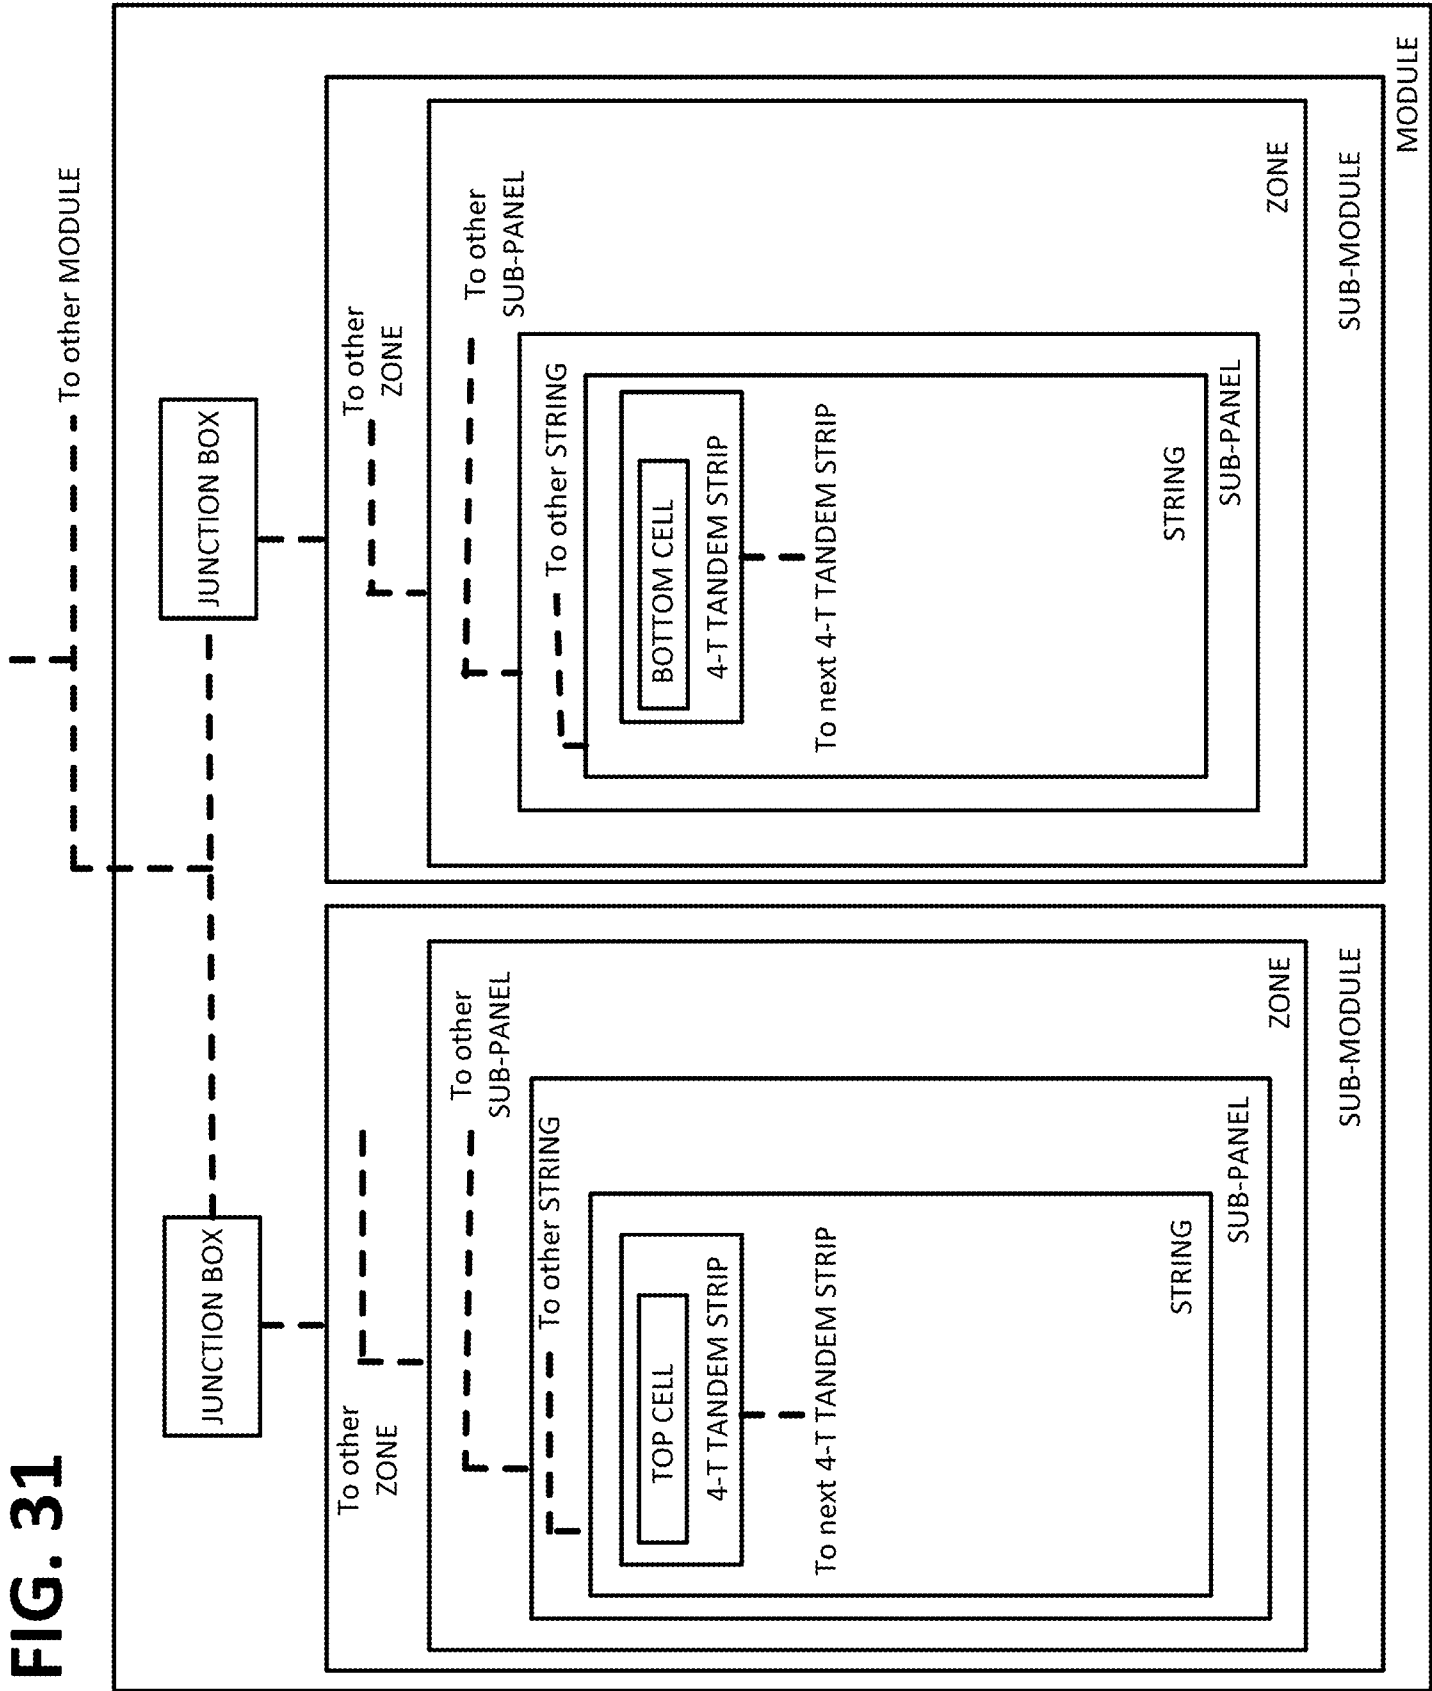 FIG. 31
To other MODULE
JUNCTION BOX
JUNCTION BOX
To other
ZONE
To other
ZONE
To other
SUB-PANEL
To other
SUB-PANEL
To other STRING
To other STRING
TOP CELL
4-T TANDEM STRIP
To next 4-T TANDEM STRIP
BOTTOM CELL
4-T TANDEM STRIP
To next 4-T TANDEM STRIP
STRING
STRING
SUB-PANEL
SUB-PANEL
ZONE
ZONE
SUB-MODULE
SUB-MODULE
MODULE